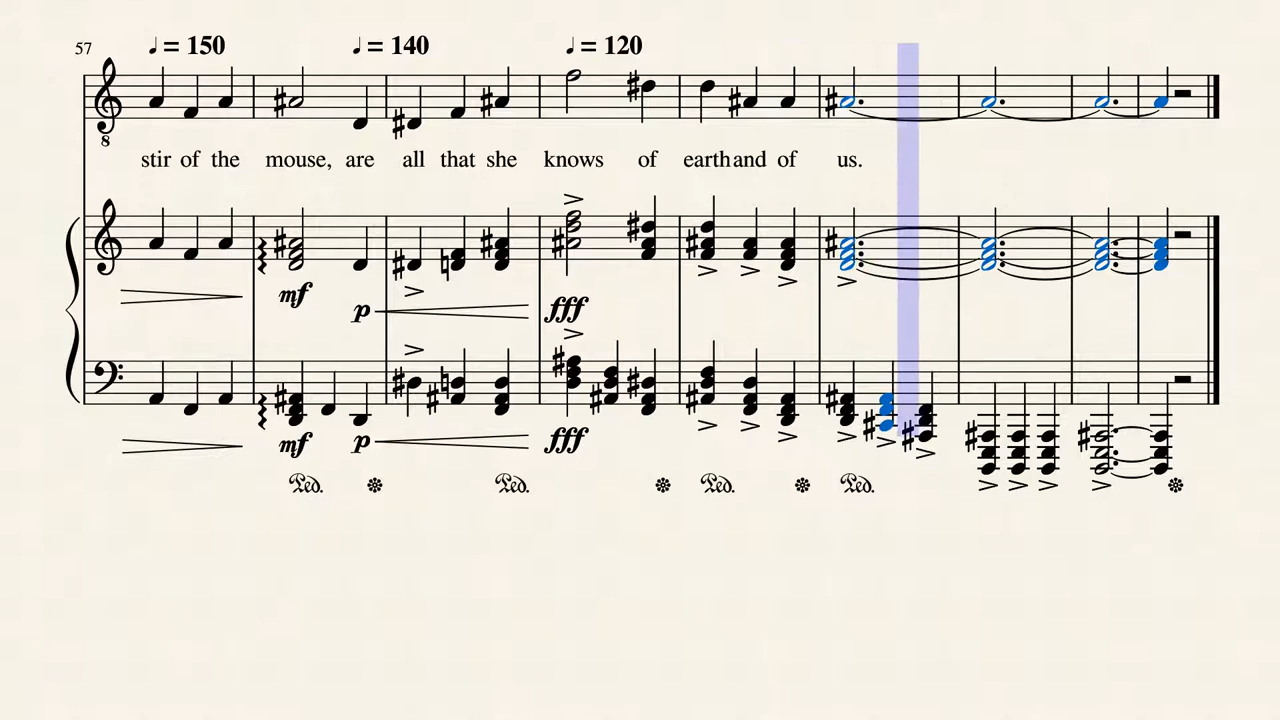 57 ♩ = 150 ♩ = 140 ♩ = 120
8
stir of the mouse, are all that she knows of earth and of us.
mf p fff
mf p fff
Ped. Ped. Ped. Ped.